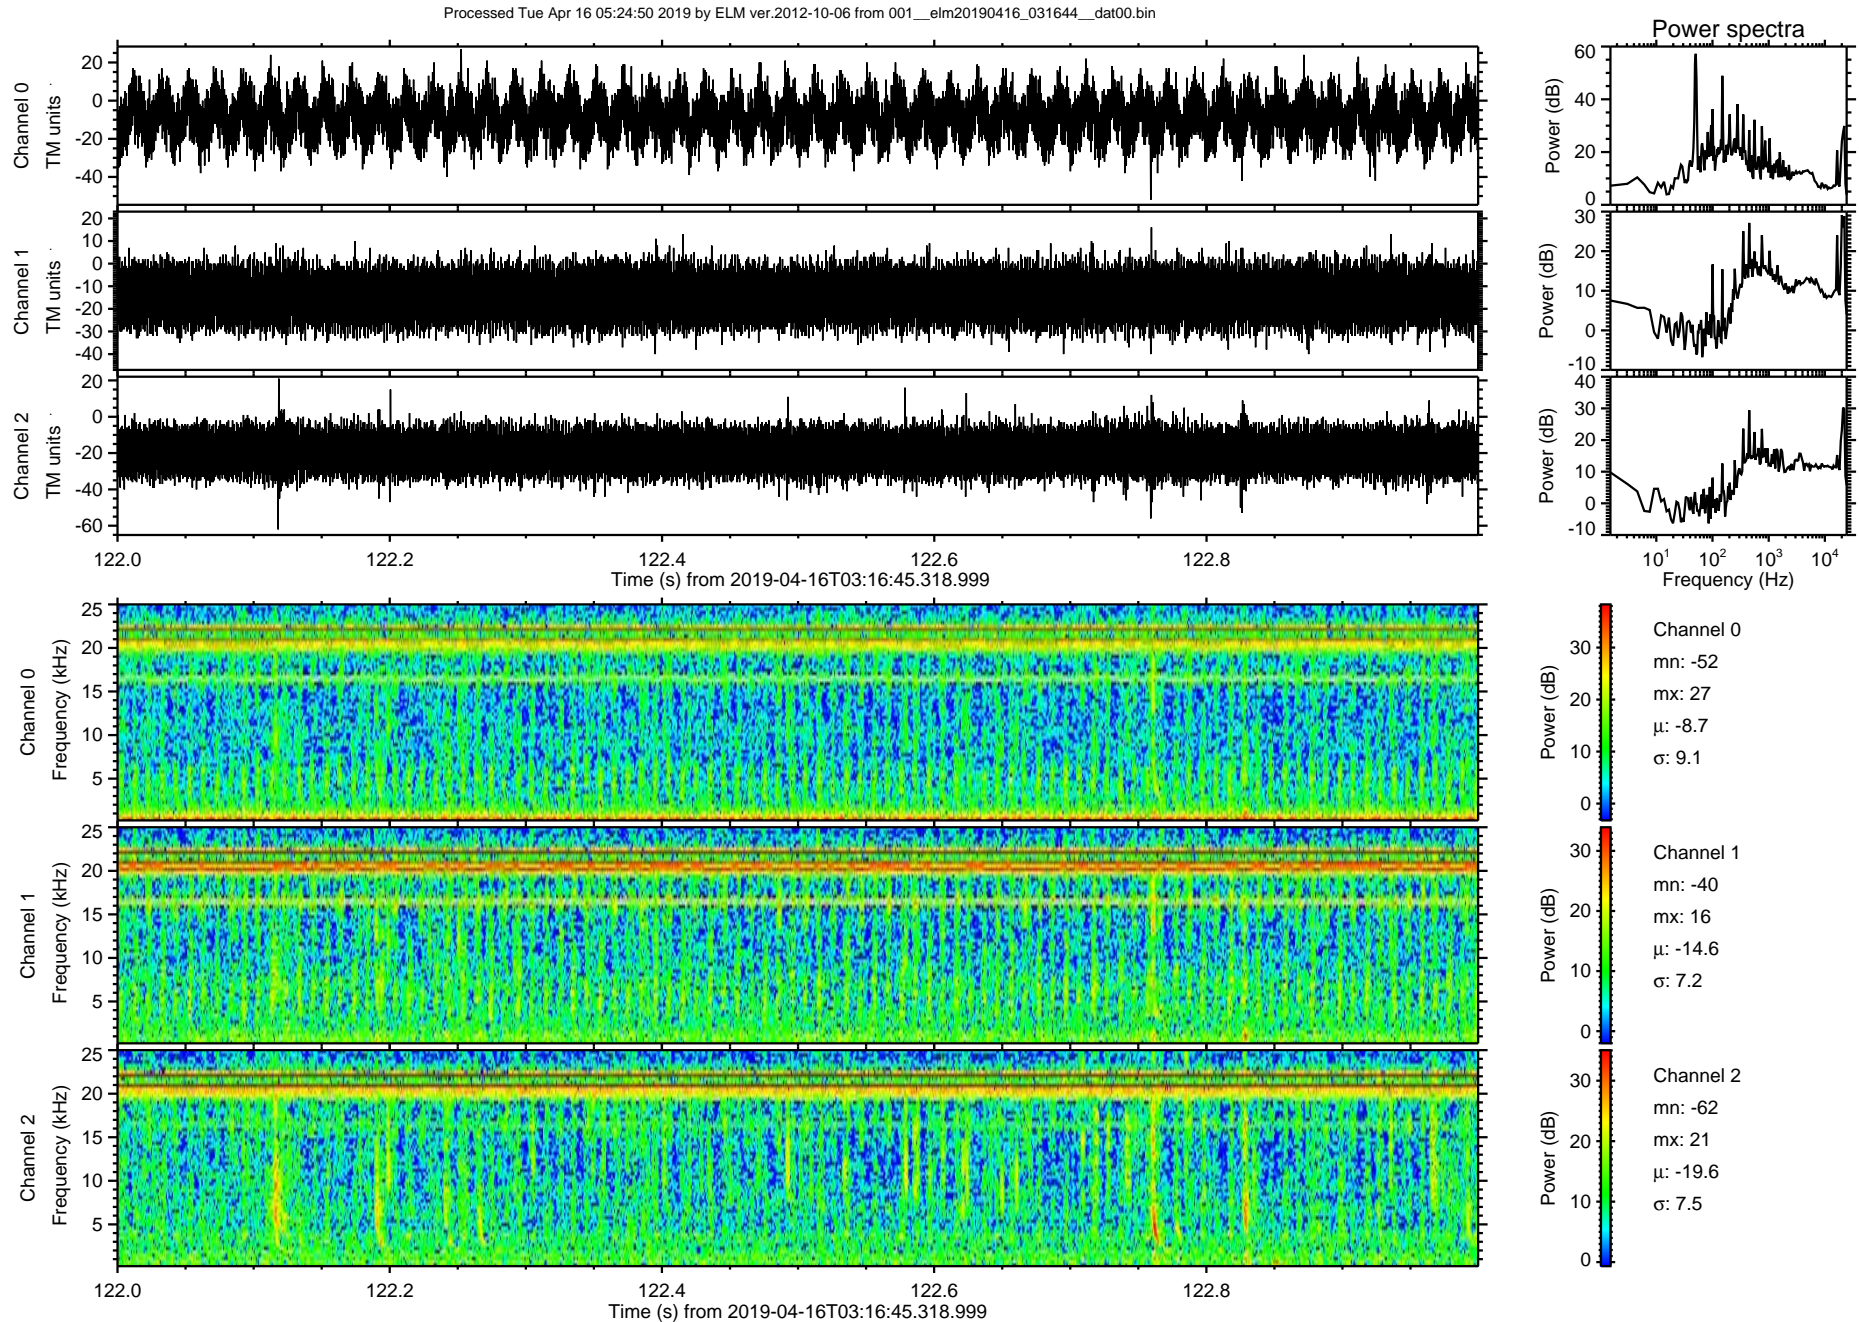 Processed Tue Apr 16 05:24:50 2019 by ELM ver.2012-10-06 from 001__elm20190416_031644__dat00.bin
Power spectra
Channel 0
TM units
20
0
-20
-40
Power (dB)
60
40
20
0
Channel 1
TM units
20
10
0
-10
-20
-30
-40
Power (dB)
30
20
10
0
-10
Channel 2
TM units
20
0
-20
-40
-60
Power (dB)
40
30
20
10
0
-10
122.0 122.2 122.4 122.6 122.8
Time (s) from 2019-04-16T03:16:45.318.999
10¹ 10² 10³ 10⁴
Frequency (Hz)
Channel 0
Frequency (kHz)
25
20
15
10
5
Power (dB)
30
20
10
0
Channel 0
mn: -52
mx: 27
μ: -8.7
σ: 9.1
Channel 1
Frequency (kHz)
25
20
15
10
5
Power (dB)
30
20
10
0
Channel 1
mn: -40
mx: 16
μ: -14.6
σ: 7.2
Channel 2
Frequency (kHz)
25
20
15
10
5
Power (dB)
30
20
10
0
Channel 2
mn: -62
mx: 21
μ: -19.6
σ: 7.5
122.0 122.2 122.4 122.6 122.8
Time (s) from 2019-04-16T03:16:45.318.999